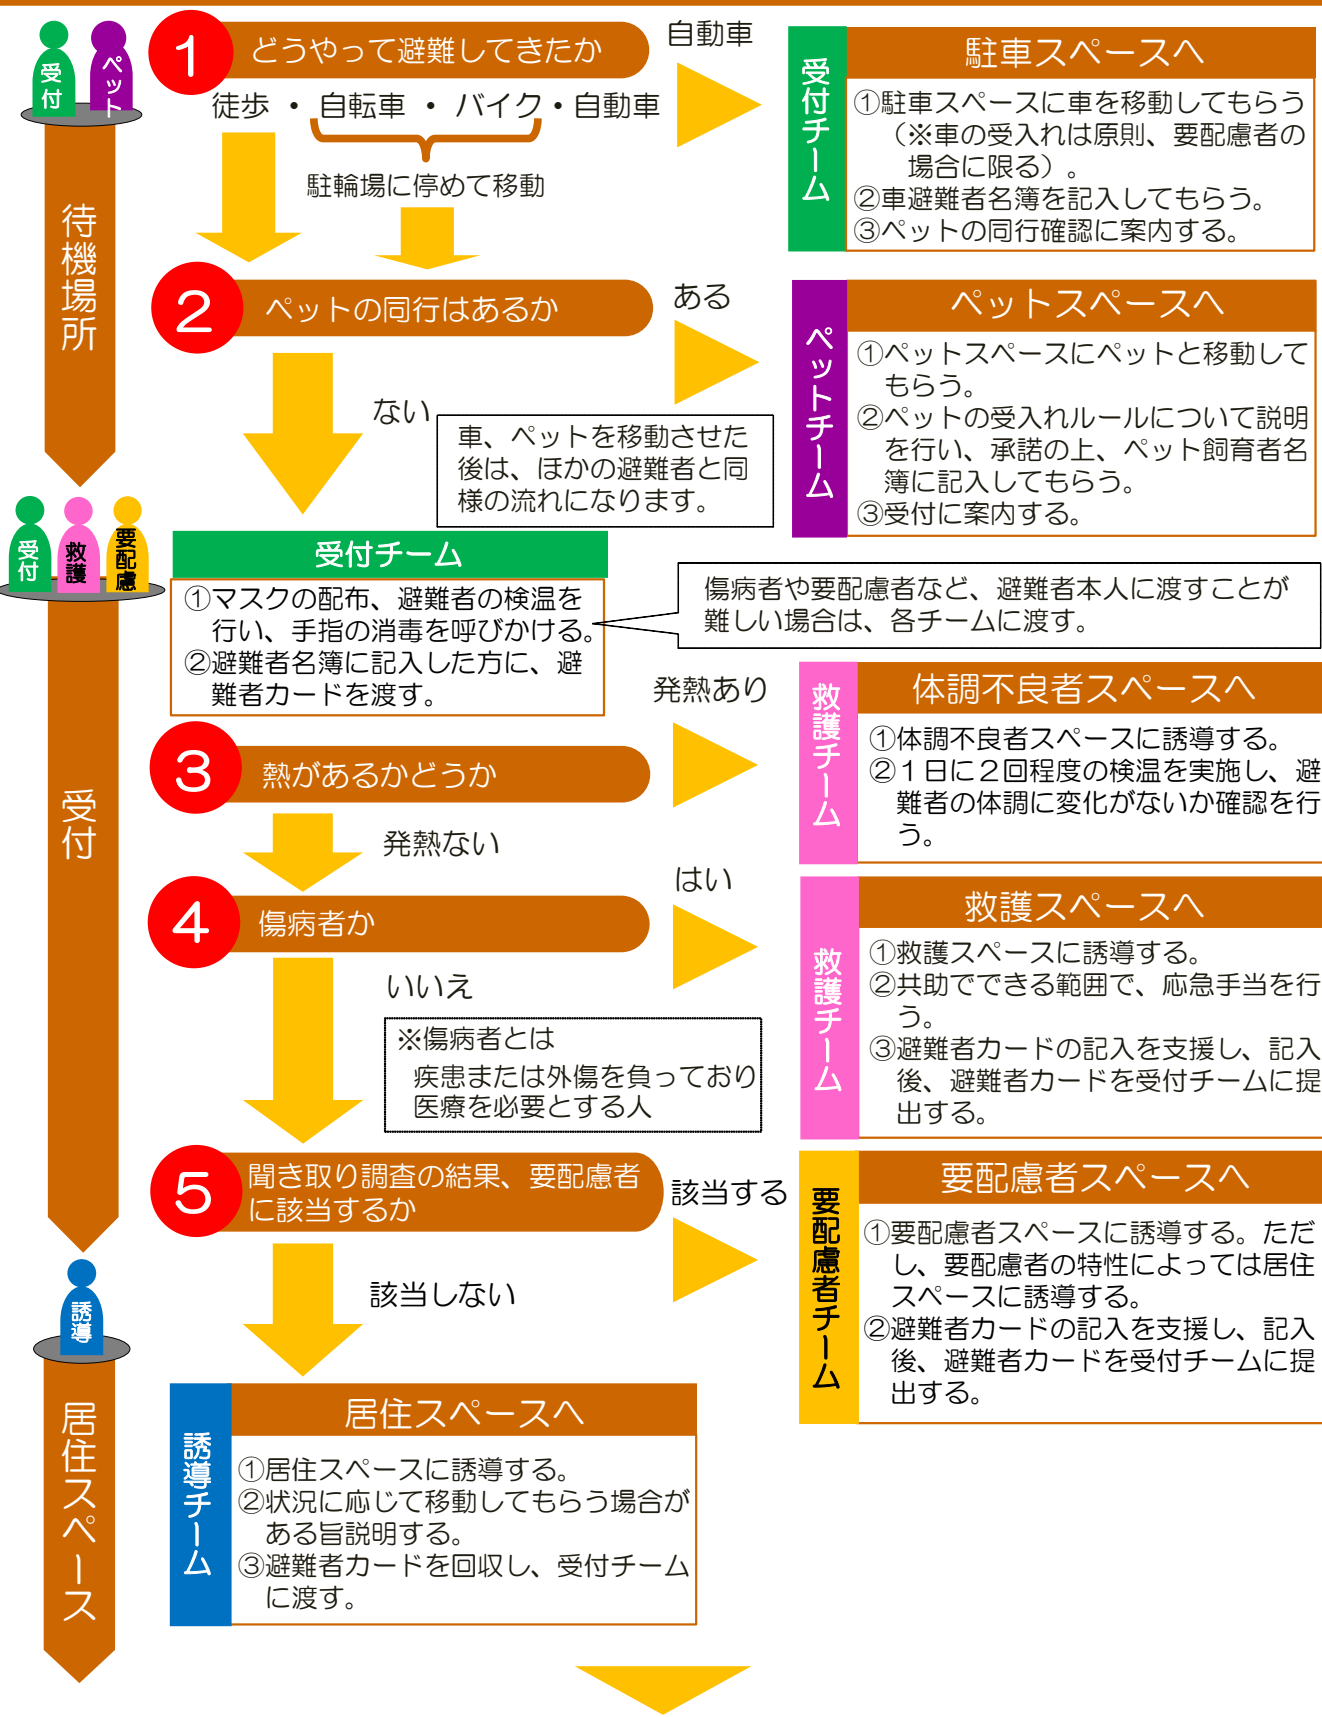 受付
ペット
待機場所
1
どうやって避難してきたか
自動車
徒歩 ・ 自転車 ・ バイク・自動車
駐輪場に停めて移動
受付チーム
駐車スペースへ
①駐車スペースに車を移動してもらう
（※車の受入れは原則、要配慮者の
場合に限る）。
②車避難者名簿を記入してもらう。
③ペットの同行確認に案内する。
2
ペットの同行はあるか
ある
ない
ペットチーム
ペットスペースへ
①ペットスペースにペットと移動して
もらう。
②ペットの受入れルールについて説明
を行い、承諾の上、ペット飼育者名
簿に記入してもらう。
③受付に案内する。
車、ペットを移動させた
後は、ほかの避難者と同
様の流れになります。
受付
救護
要配慮
受付
受付チーム
①マスクの配布、避難者の検温を
行い、手指の消毒を呼びかける。
②避難者名簿に記入した方に、避
難者カードを渡す。
傷病者や要配慮者など、避難者本人に渡すことが
難しい場合は、各チームに渡す。
3
熱があるかどうか
発熱あり
発熱ない
救護チーム
体調不良者スペースへ
①体調不良者スペースに誘導する。
②１日に２回程度の検温を実施し、避
難者の体調に変化がないか確認を行
う。
4
傷病者か
はい
いいえ
※傷病者とは
疾患または外傷を負っており
医療を必要とする人
救護チーム
救護スペースへ
①救護スペースに誘導する。
②共助でできる範囲で、応急手当を行
う。
③避難者カードの記入を支援し、記入
後、避難者カードを受付チームに提
出する。
5
聞き取り調査の結果、要配慮者
に該当するか
該当する
該当しない
要配慮者チーム
要配慮者スペースへ
①要配慮者スペースに誘導する。ただ
し、要配慮者の特性によっては居住
スペースに誘導する。
②避難者カードの記入を支援し、記入
後、避難者カードを受付チームに提
出する。
誘導
居住スペース
誘導チーム
居住スペースへ
①居住スペースに誘導する。
②状況に応じて移動してもらう場合が
ある旨説明する。
③避難者カードを回収し、受付チーム
に渡す。